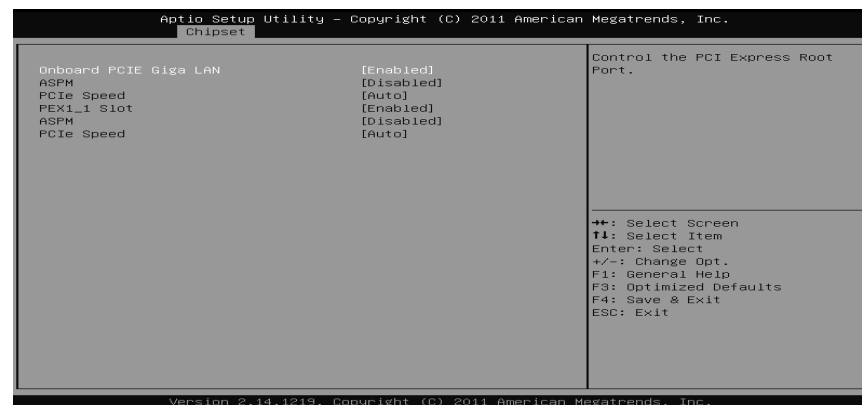 Aptio Setup Utility – Copyright (C) 2011 American Megatrends, Inc.
Chipset
Onboard PCIE Giga LAN [Enabled]
ASPM [Disabled]
PCIe Speed [Auto]
PEX1_1 Slot [Enabled]
ASPM [Disabled]
PCIe Speed [Auto]
Control the PCI Express Root
Port.
→←: Select Screen
↑↓: Select Item
Enter: Select
+/-: Change Opt.
F1: General Help
F3: Optimized Defaults
F4: Save & Exit
ESC: Exit
Version 2.14.1219. Copyright (C) 2011 American Megatrends, Inc.